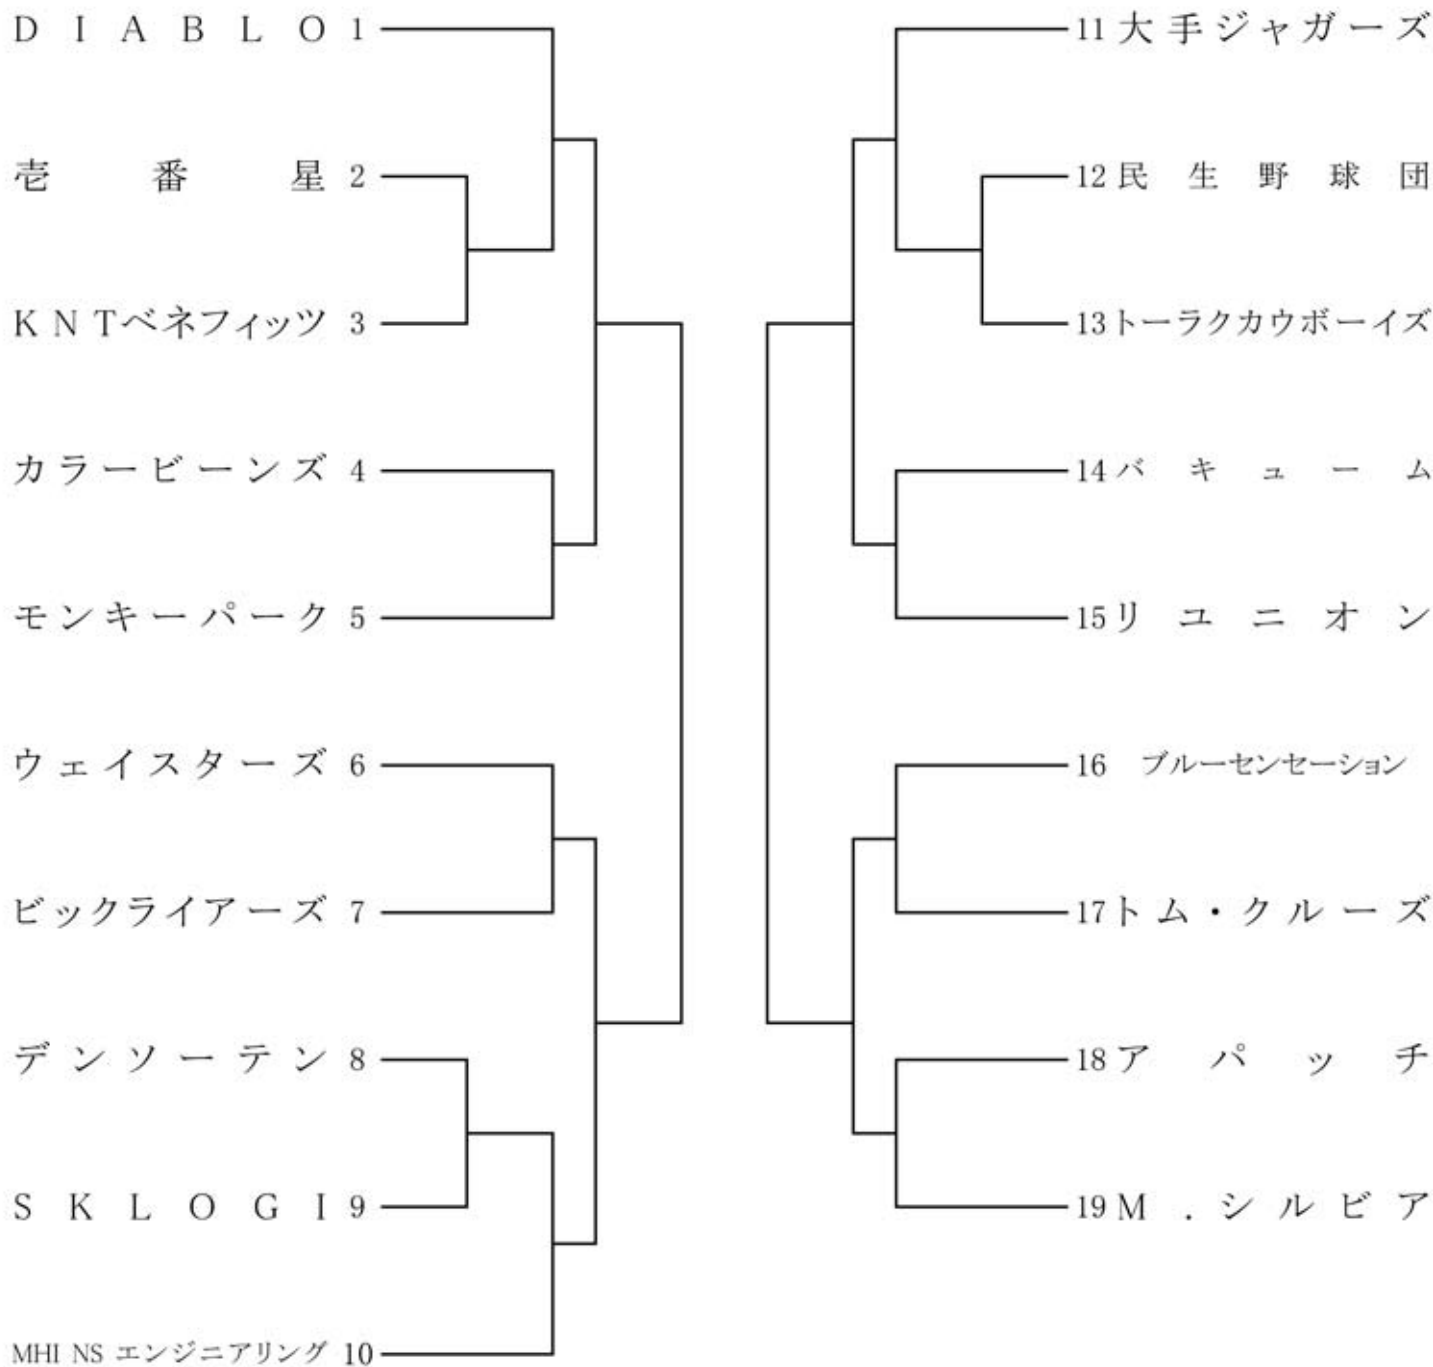 DIABLO 1
壱番星 2
KNTベネフィッツ 3
カラービーンズ 4
モンキーパーク 5
ウェイスターズ 6
ビックライアーズ 7
デンソーテン 8
SKLOGI 9
MHI NS エンジニアリング 10
11 大手ジャガーズ
12 民生野球団
13 トーラクカウボーイズ
14 バキューム
15 リユニオン
16 ブルーセンセーション
17 トム・クルーズ
18 アパッチ
19 M.シルビア